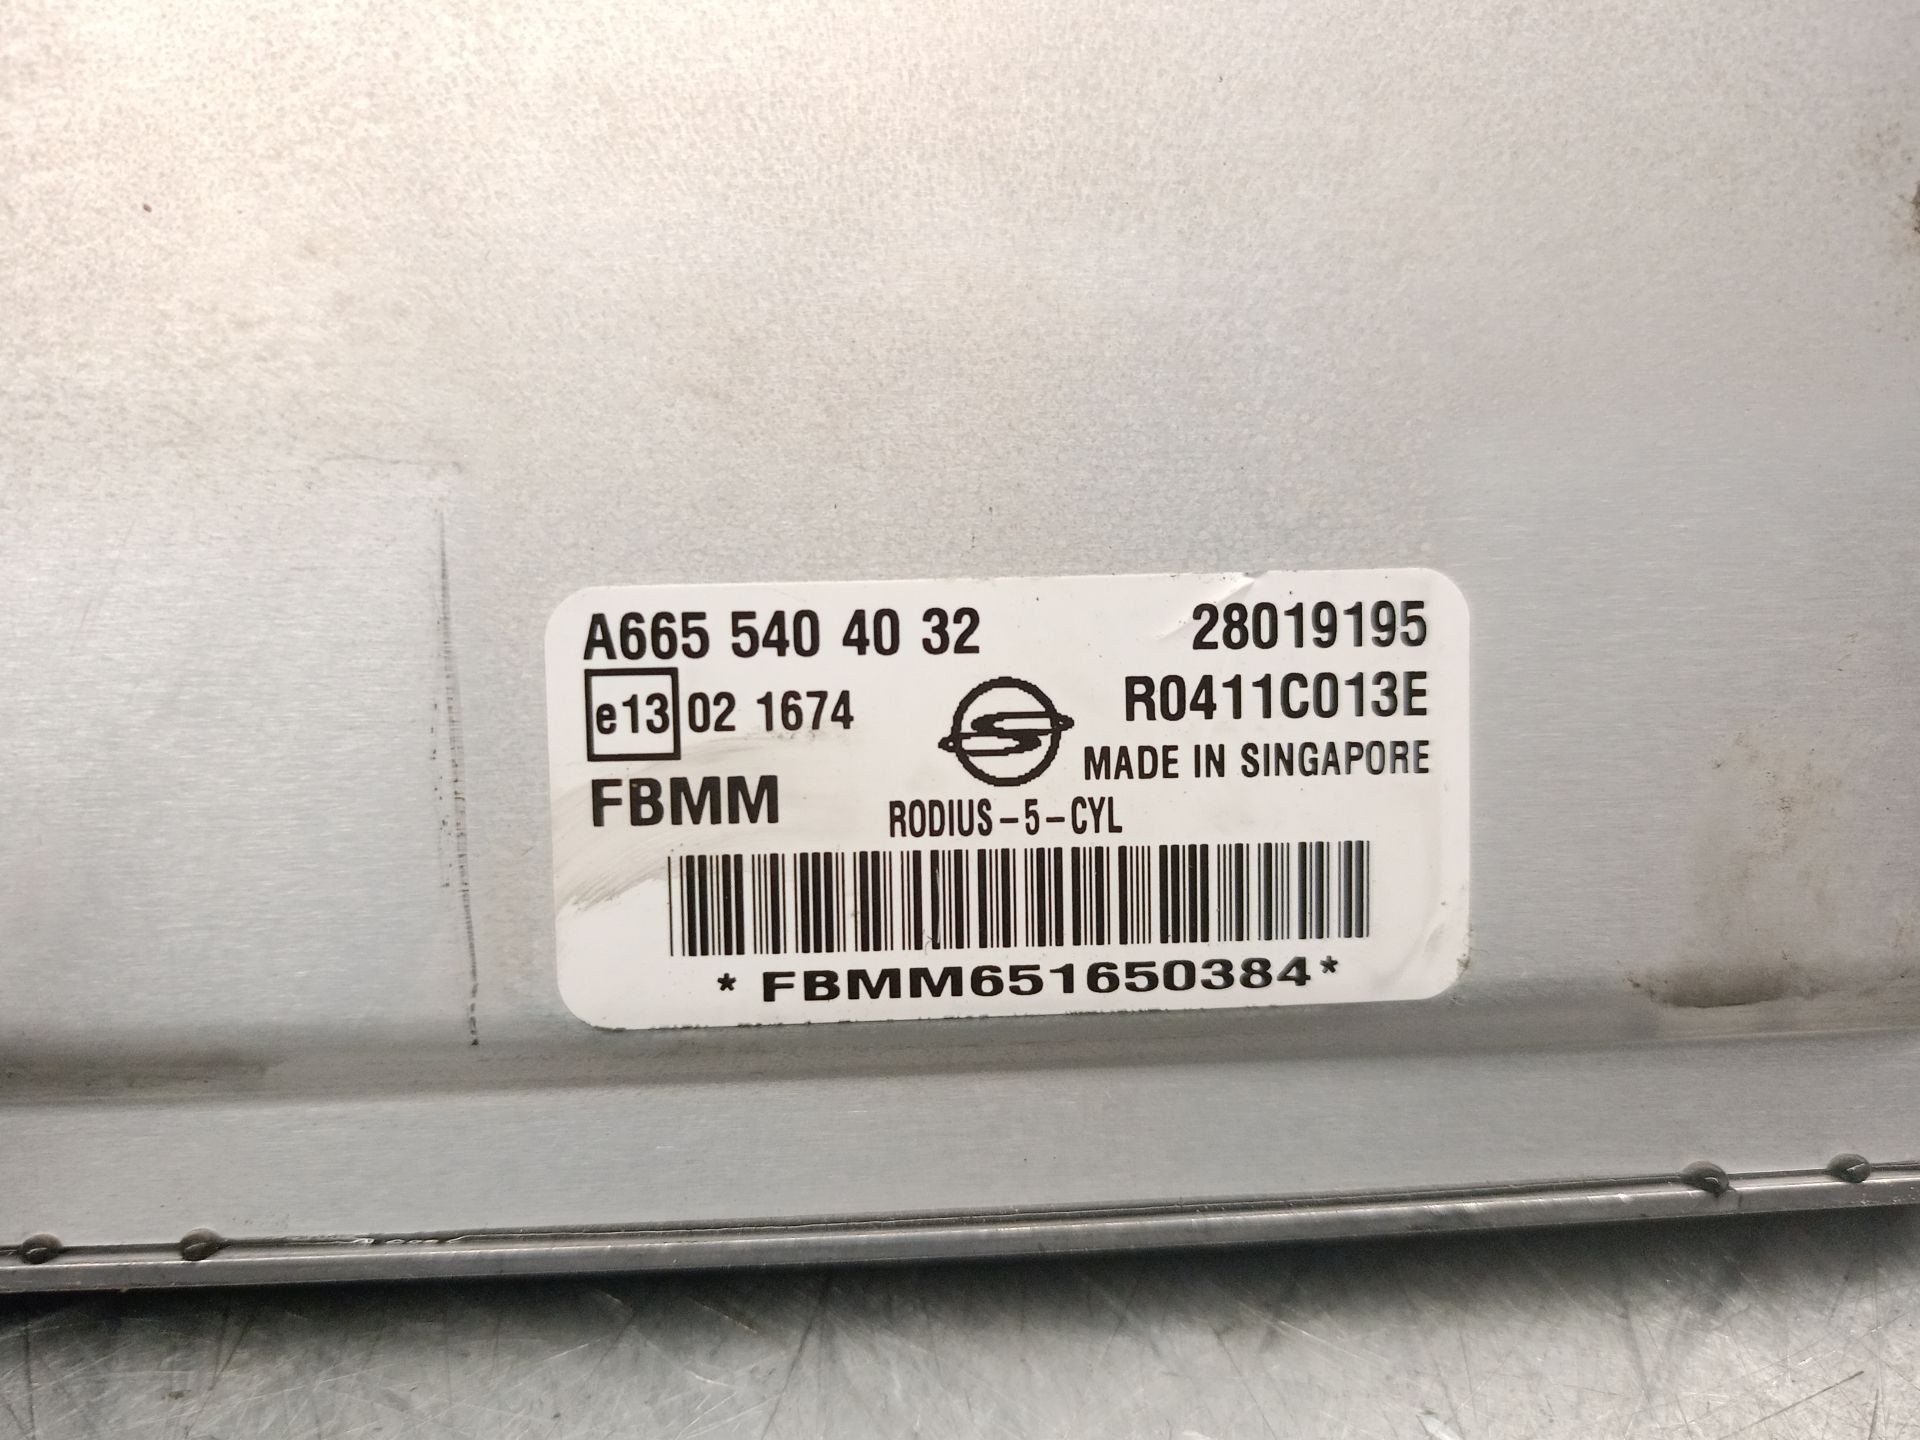 A665 540 40 32 28019195
e13 02 1674 R0411C013E
MADE IN SINGAPORE
FBMM RODIUS-5-CYL
*FBMM651650384*